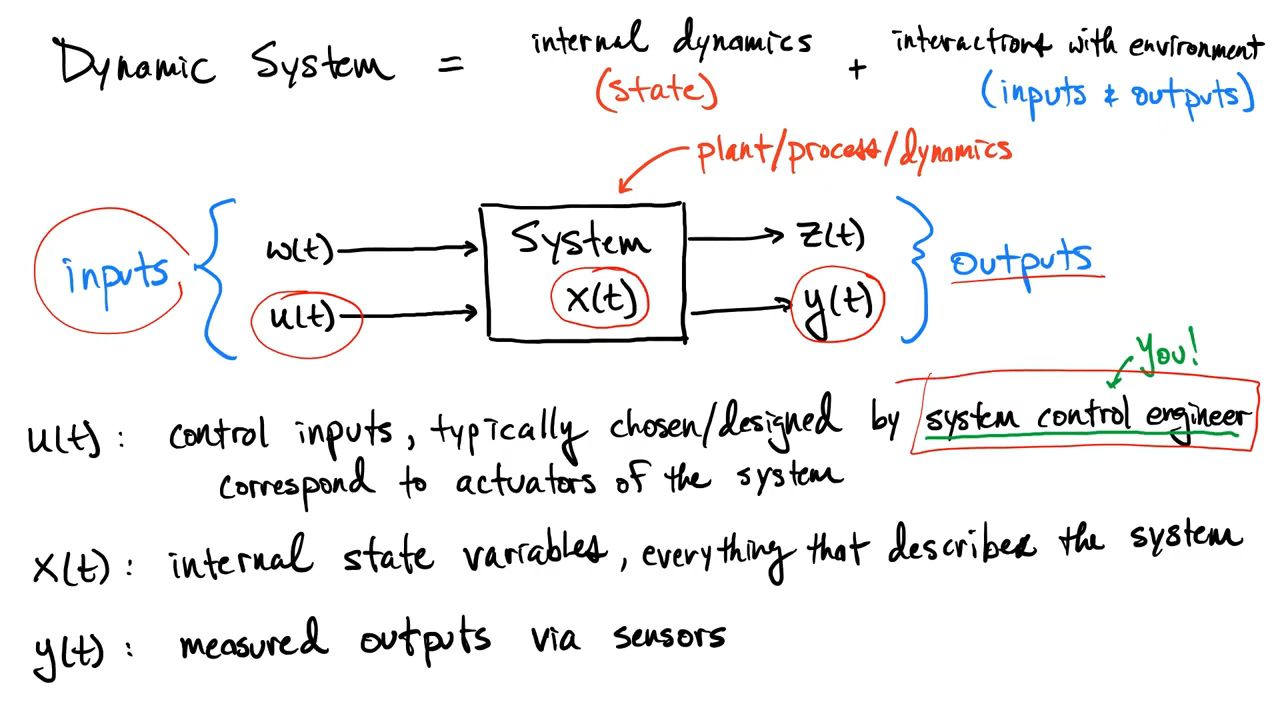 Dynamic System = internal dynamics + interactions with environment
(state) (inputs & outputs)
plant/process/dynamics
w(t) System z(t)
inputs outputs
u(t) x(t) y(t)
You!
u(t): control inputs, typically chosen/designed by system control engineer
correspond to actuators of the system
x(t): internal state variables, everything that describes the system
y(t): measured outputs via sensors